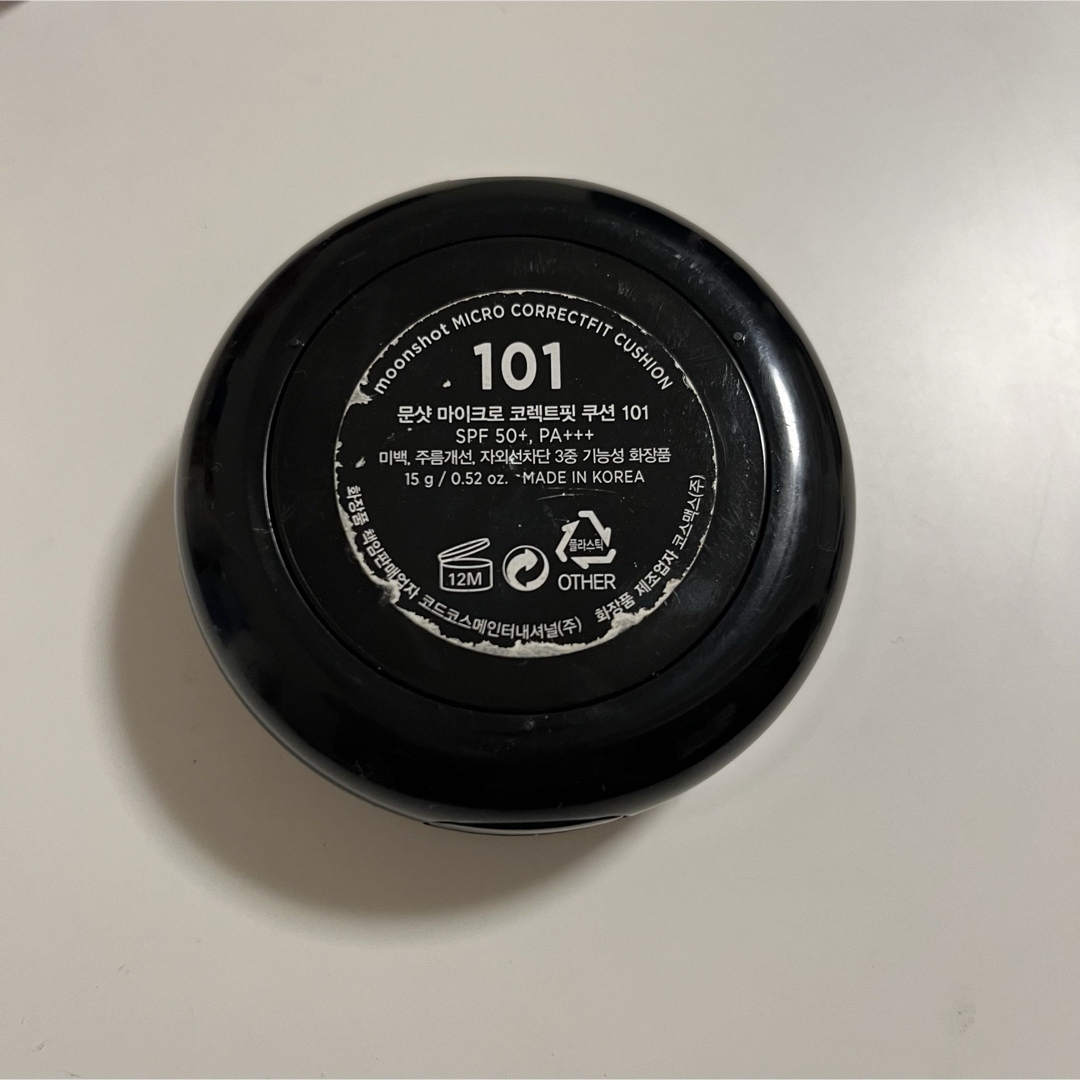 moonshot MICRO CORRECTFIT CUSHION
101
문샷 마이크로 코렉트핏 쿠션 101
SPF 50+, PA+++
미백, 주름개선, 자외선차단 3중 기능성 화장품
15 g / 0.52 oz. MADE IN KOREA
12M
플라스틱
OTHER
화장품 책임판매업자 코드코스메인터내셔널(주) 화장품 제조업자 코스맥스(주)